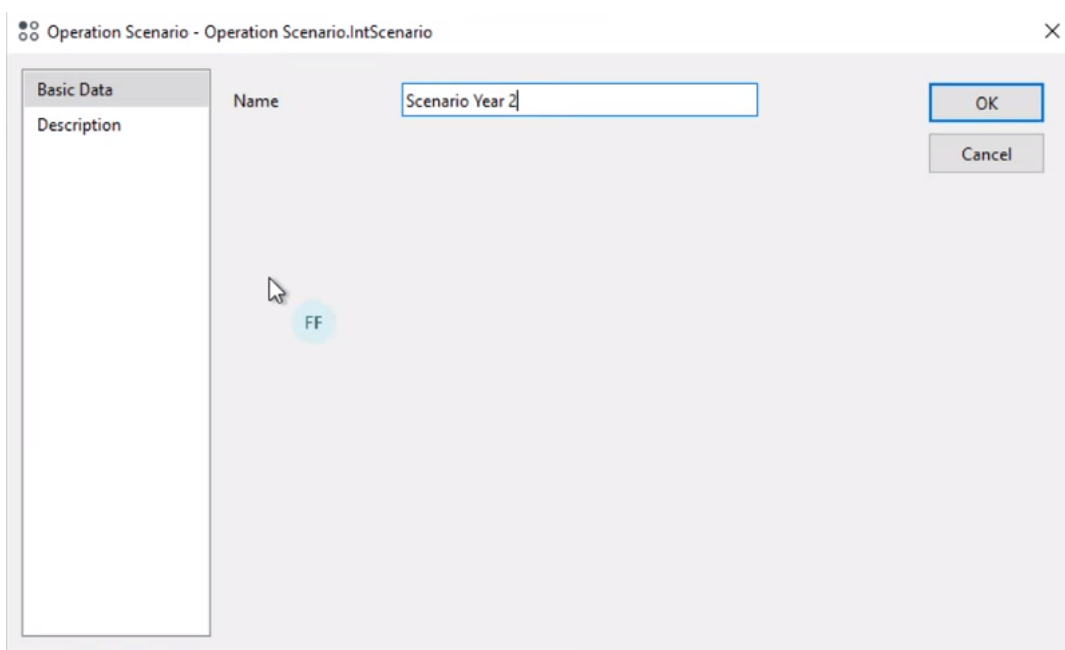 Operation Scenario - Operation Scenario.IntScenario
Basic Data
Description
Name
Scenario Year 2
OK
Cancel
FF